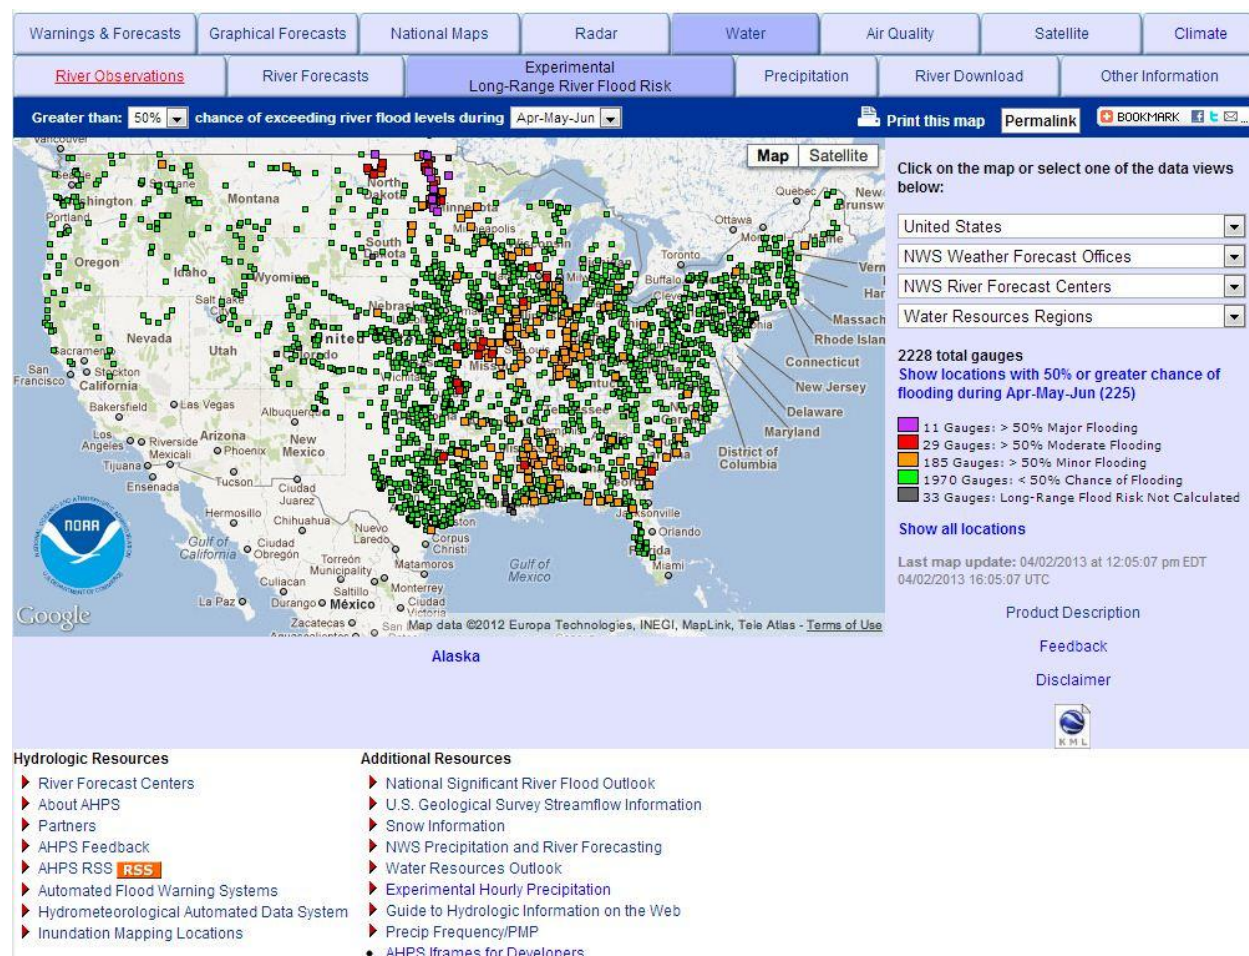 Warnings & Forecasts Graphical Forecasts National Maps Radar Water Air Quality Satellite Climate
River Observations River Forecasts Experimental Long-Range River Flood Risk Precipitation River Download Other Information
Greater than: 50% chance of exceeding river flood levels during Apr-May-Jun Print this map Permalink BOOKMARK
Map Satellite
Vancouver
Spokane
Portland
Montana
North Dakota
Minnesota
Minneapolis
Quebec
New
Ottawa
Maine
Oregon
Idaho
Wyoming
South Dakota
Toronto
Buffalo
Verm
Har
Salt Lake
Massach
Rhode Islan
Nevada
Utah
United
Connecticut
Sacramento
Stockton
San Francisco
California
New Jersey
Bakersfield
Las Vegas
Albuquerque
Delaware
Maryland
Los Angeles
Riverside
Arizona
New Mexico
District of Columbia
Tijuana
Mexicali
Phoenix
Ensenada
Tucson
Ciudad Juarez
Hermosillo
Chihuahua
Jacksonville
Orlando
Gulf of California
Ciudad Obregón
Nuevo Laredo
Corpus Christi
Florida
Torreón Municipality
Matamoros
Gulf of Mexico
Miami
Culiacan
Saltillo
Monterrey
La Paz
Durango
México
Ciudad Victoria
Zacatecas
San
NOAA
Google
Map data ©2012 Europa Technologies, INEGI, MapLink, Tele Atlas - Terms of Use
Alaska
Click on the map or select one of the data views
below:
United States
NWS Weather Forecast Offices
NWS River Forecast Centers
Water Resources Regions
2228 total gauges
Show locations with 50% or greater chance of
flooding during Apr-May-Jun (225)
11 Gauges: > 50% Major Flooding
29 Gauges: > 50% Moderate Flooding
185 Gauges: > 50% Minor Flooding
1970 Gauges: < 50% Chance of Flooding
33 Gauges: Long-Range Flood Risk Not Calculated
Show all locations
Last map update: 04/02/2013 at 12:05:07 pm EDT
04/02/2013 16:05:07 UTC
Product Description
Feedback
Disclaimer
KML
Hydrologic Resources
River Forecast Centers
About AHPS
Partners
AHPS Feedback
AHPS RSS RSS
Automated Flood Warning Systems
Hydrometeorological Automated Data System
Inundation Mapping Locations
Additional Resources
National Significant River Flood Outlook
U.S. Geological Survey Streamflow Information
Snow Information
NWS Precipitation and River Forecasting
Water Resources Outlook
Experimental Hourly Precipitation
Guide to Hydrologic Information on the Web
Precip Frequency/PMP
AHPS Iframes for Developers